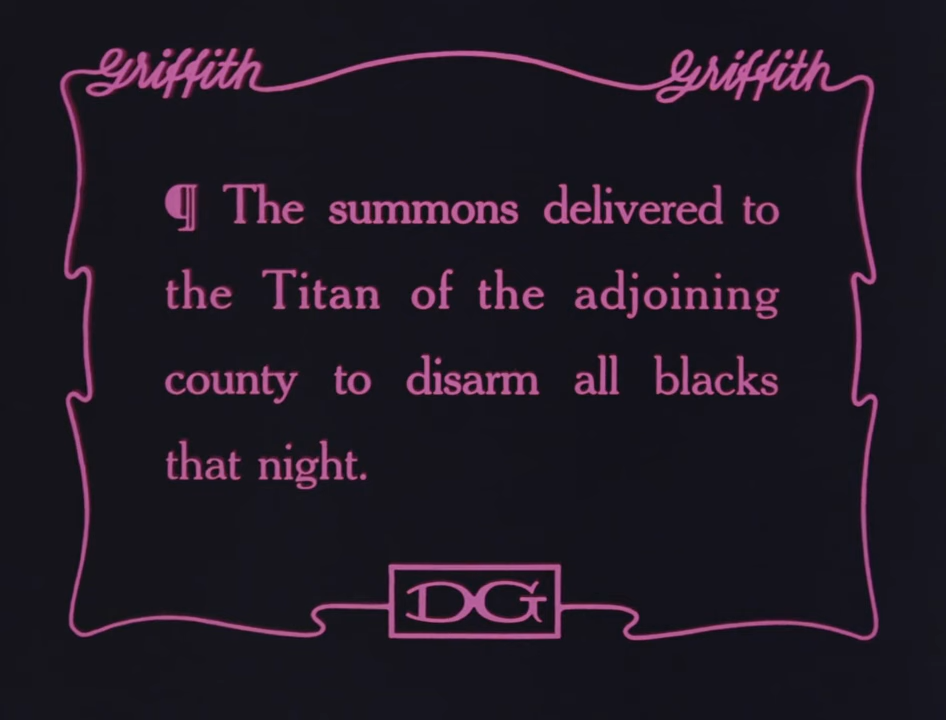 Griffith Griffith
¶ The summons delivered to
the Titan of the adjoining
county to disarm all blacks
that night.
DG